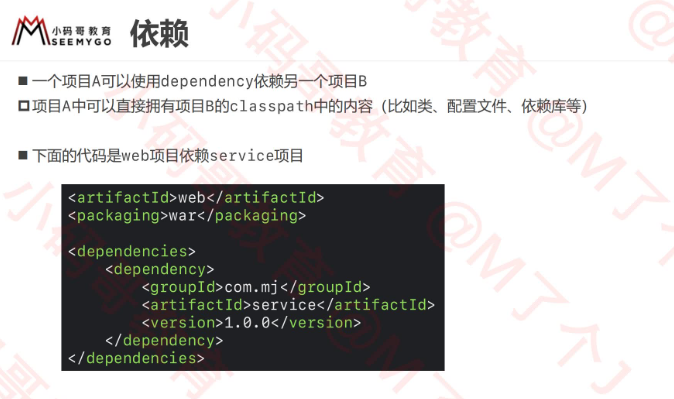 小码哥教育
SEEMYGO
依赖
一个项目A可以使用dependency依赖另一个项目B
项目A中可以直接拥有项目B的classpath中的内容（比如类、配置文件、依赖库等）
下面的代码是web项目依赖service项目
<artifactId>web</artifactId>
<packaging>war</packaging>
<dependencies>
<dependency>
<groupId>com.mj</groupId>
<artifactId>service</artifactId>
<version>1.0.0</version>
</dependency>
</dependencies>
小码哥教育 @M了个J